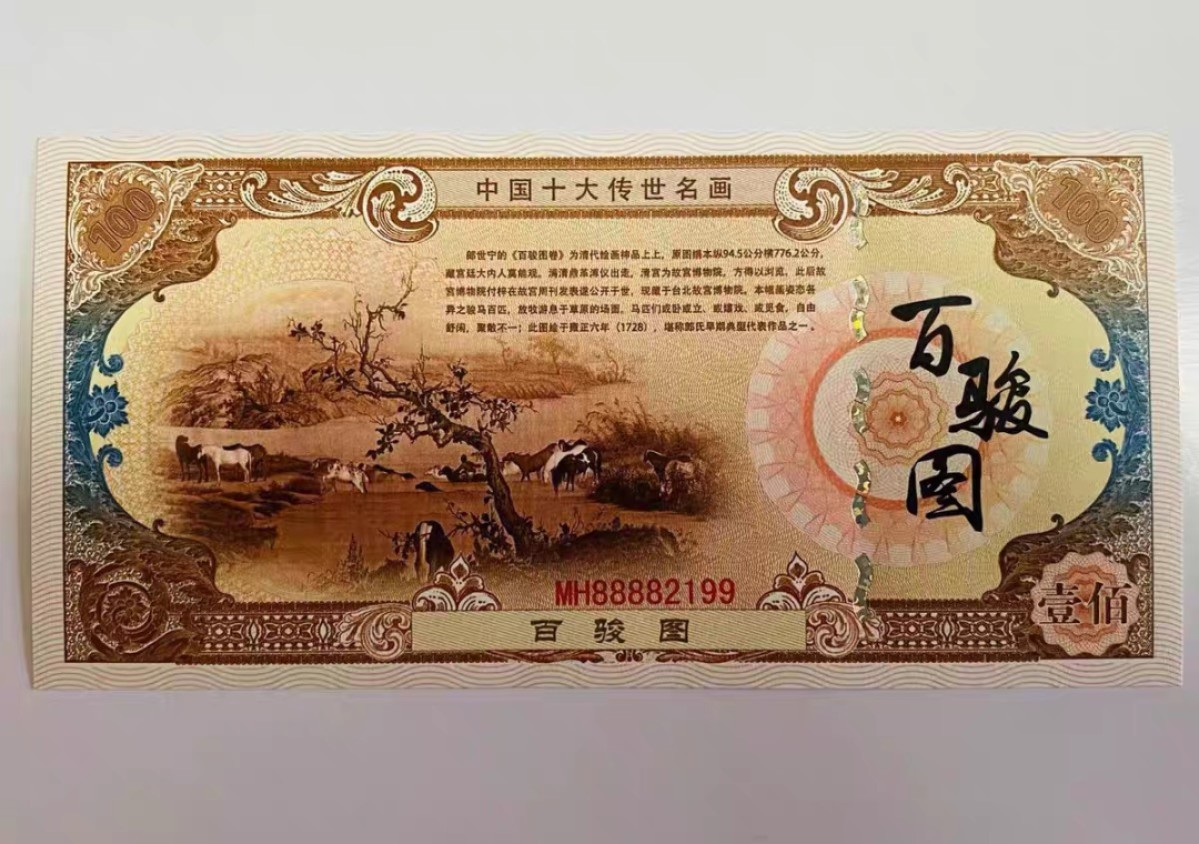 中国十大传世名画
100
100
郎世宁的《百骏图卷》为清代绘画神品上上，原图绢本纵94.5公分横776.2公分，
藏宫廷大内人莫能观。满清鼎革溥仪出走，清宫为故宫博物院，方得以浏览，此后故
宫博物院付梓在故宫周刊发表遂公开于世，现藏于台北故宫博物院。本幅画姿态各
异之骏马百匹，放牧游息于草原的场面。马匹们或卧或立、或嬉戏、或觅食，自由
舒闲，聚散不一；此图绘于雍正六年（1728），堪称郎氏早期典型代表作品之一。
百骏图
MH88882199
百骏图
壹佰